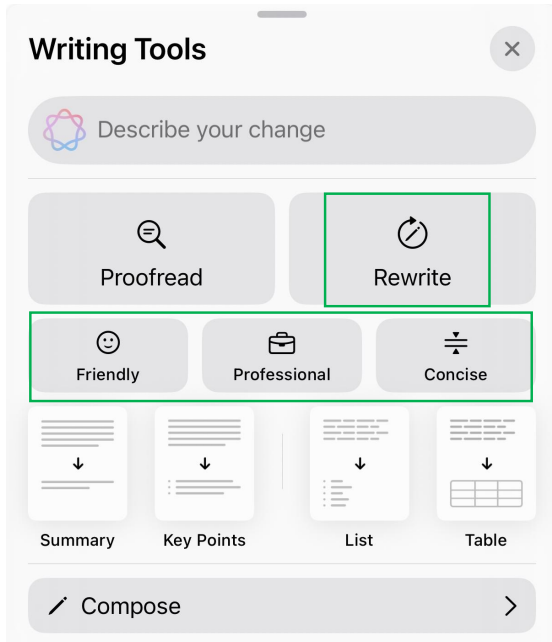 Writing Tools
Describe your change
Proofread
Rewrite
Friendly
Professional
Concise
Summary
Key Points
List
Table
Compose